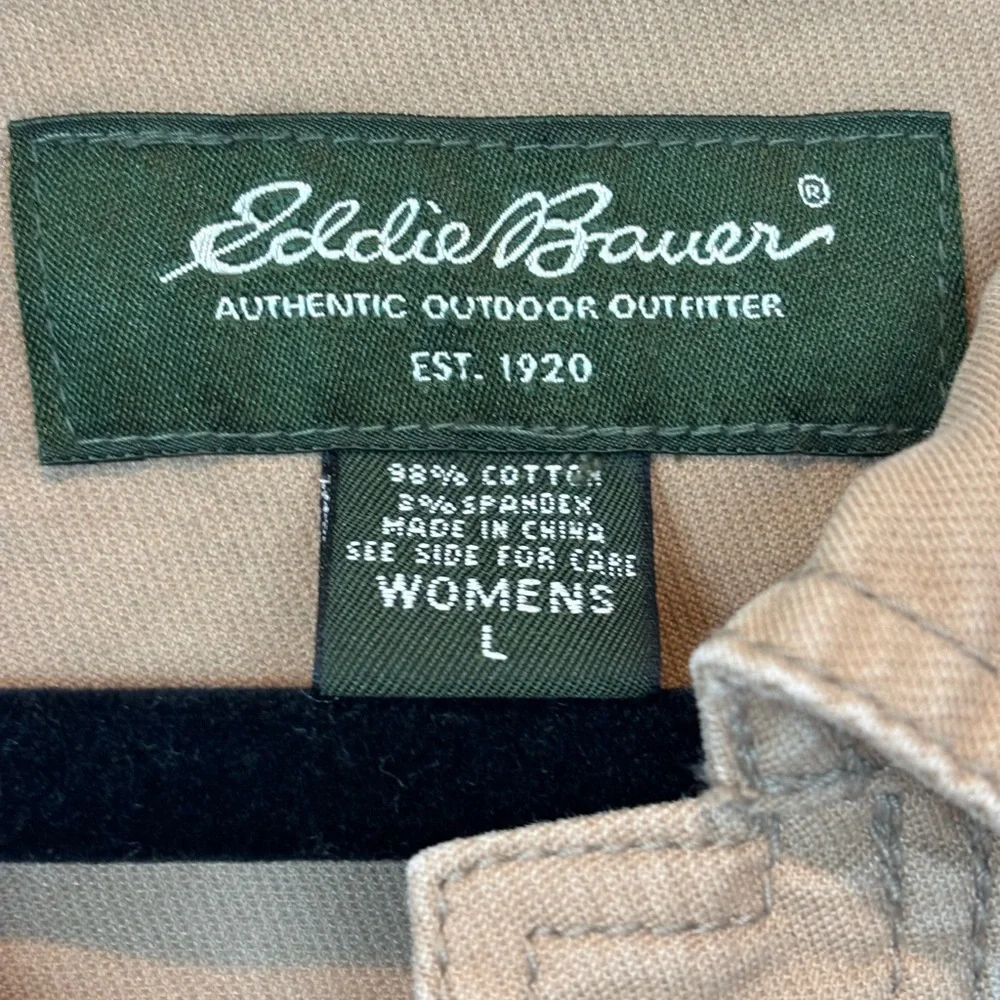 Eddie Bauer®
AUTHENTIC OUTDOOR OUTFITTER
EST. 1920
98% COTTON
2% SPANDEX
MADE IN CHINA
SEE SIDE FOR CARE
WOMENS
L